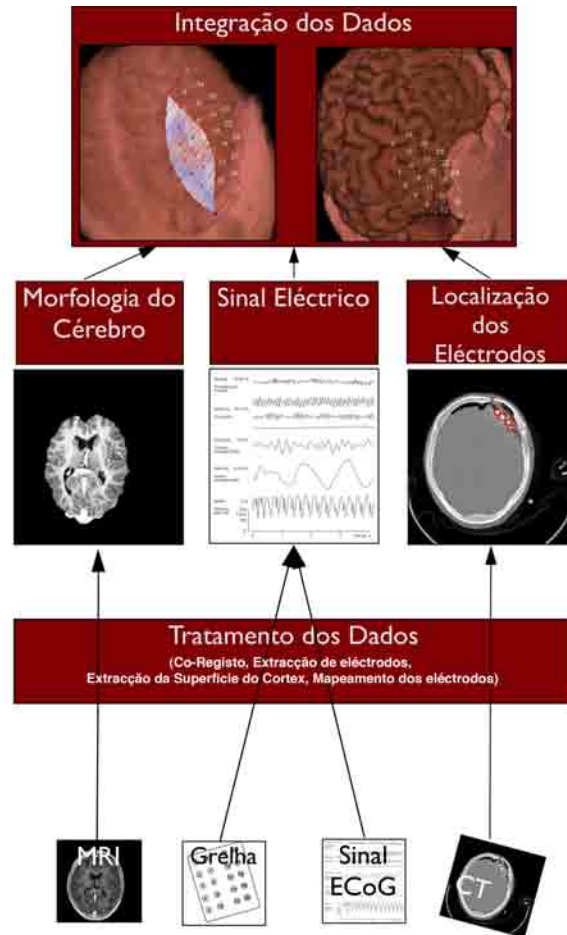 Integração dos Dados
Morfologia do
Cérebro
Sinal Eléctrico
Localização
dos
Eléctrodos
Tratamento dos Dados
(Co-Registo, Extracção de eléctrodos,
Extracção da Superfície do Cortex, Mapeamento dos eléctrodos)
MRI
Grelha
Sinal
ECoG
CT